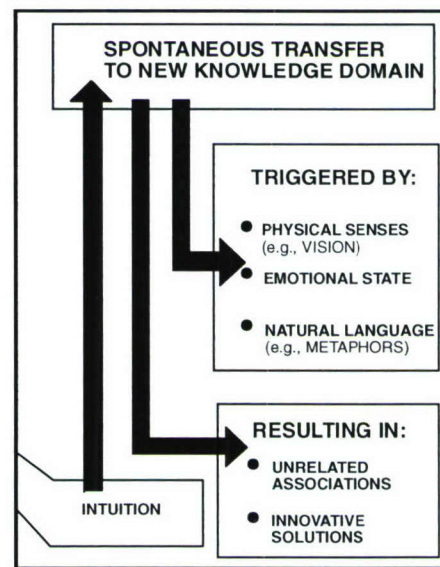 SPONTANEOUS TRANSFER
TO NEW KNOWLEDGE DOMAIN
TRIGGERED BY:
● PHYSICAL SENSES
(e.g., VISION)
● EMOTIONAL STATE
● NATURAL LANGUAGE
(e.g., METAPHORS)
RESULTING IN:
● UNRELATED
ASSOCIATIONS
● INNOVATIVE
SOLUTIONS
INTUITION